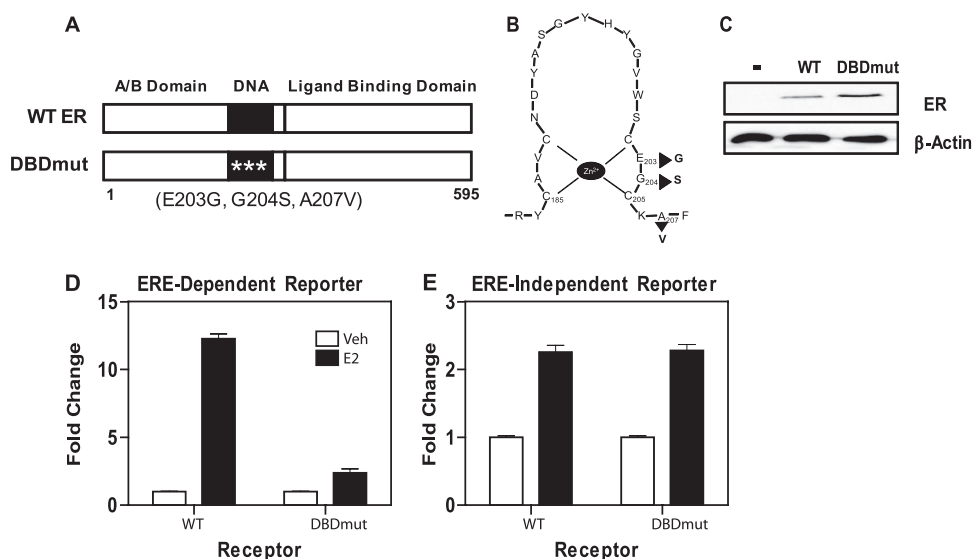 A
A/B Domain DNA Ligand Binding Domain
WT ER
DBDmut
***
1 595
(E203G, G204S, A207V)
B
S G Y H Y G V W S C E203 G204 C205 K A207 F
A Y D N C V A C185 Y R
Zn2+
G
S
V
C
- WT DBDmut
ER
β-Actin
D
ERE-Dependent Reporter
Fold Change
15
10
5
0
Veh
E2
WT DBDmut
Receptor
E
ERE-Independent Reporter
Fold Change
3
2
1
0
WT DBDmut
Receptor